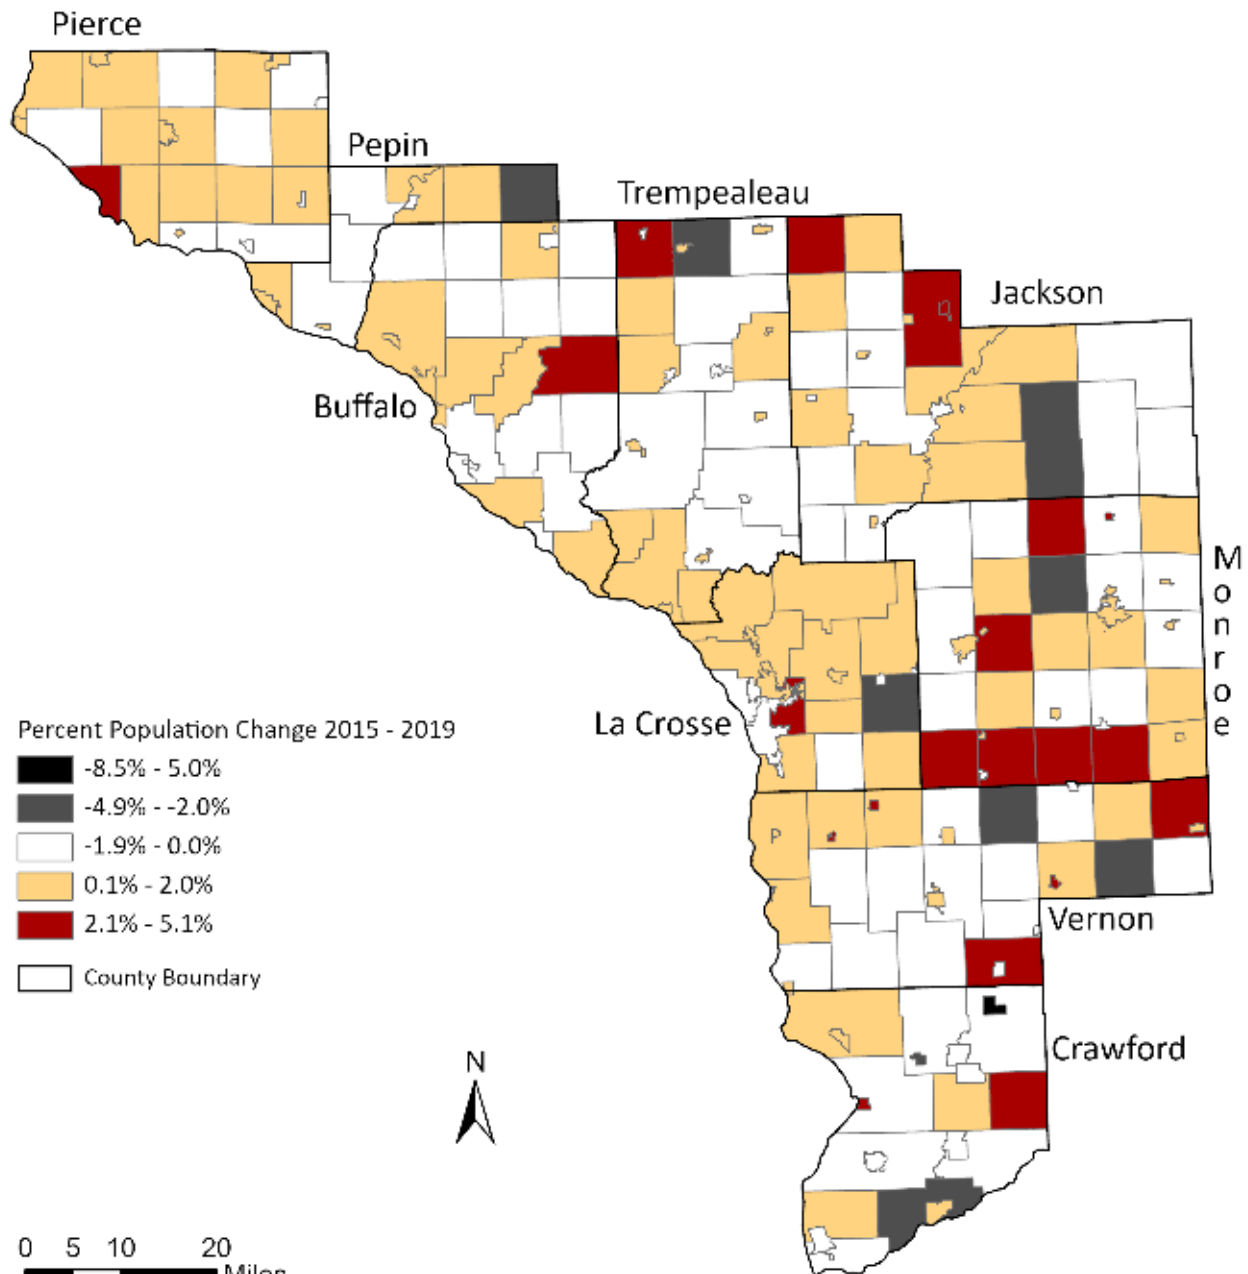 Pierce
Pepin
Trempealeau
Jackson
Buffalo
Monroe
La Crosse
Percent Population Change 2015 - 2019
-8.5% - 5.0%
-4.9% - -2.0%
-1.9% - 0.0%
0.1% - 2.0%
2.1% - 5.1%
County Boundary
P
Vernon
Crawford
N
0 5 10 20
Miles